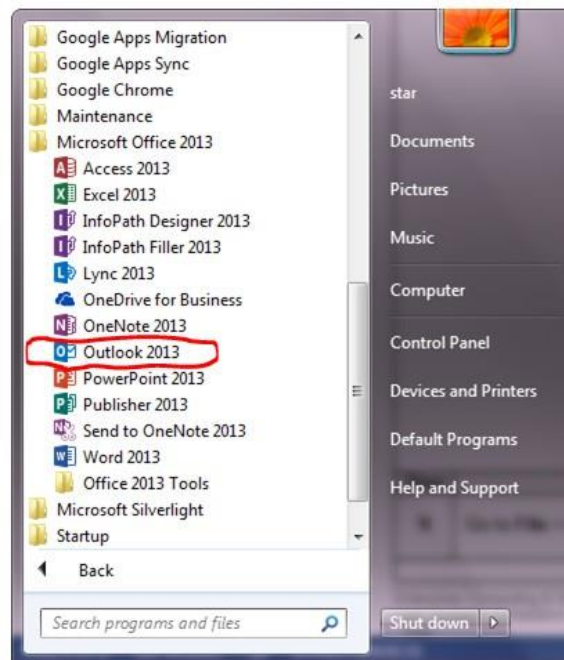 Google Apps Migration
Google Apps Sync
Google Chrome
Maintenance
Microsoft Office 2013
Access 2013
Excel 2013
InfoPath Designer 2013
InfoPath Filler 2013
Lync 2013
OneDrive for Business
OneNote 2013
Outlook 2013
PowerPoint 2013
Publisher 2013
Send to OneNote 2013
Word 2013
Office 2013 Tools
Microsoft Silverlight
Startup
Back
Search programs and files
star
Documents
Pictures
Music
Computer
Control Panel
Devices and Printers
Default Programs
Help and Support
Shut down